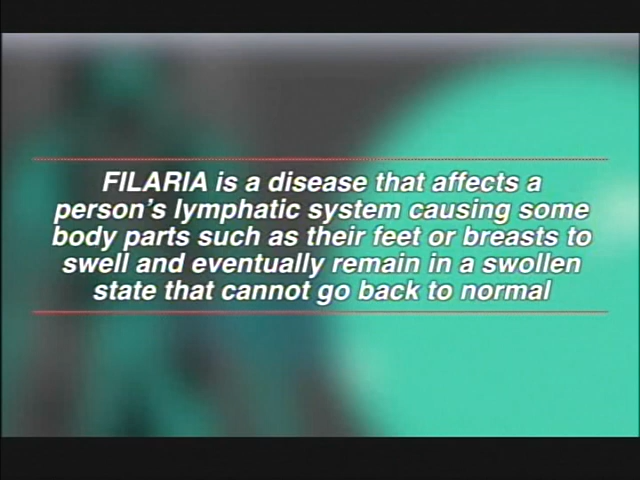 FILARIA is a disease that affects a
person's lymphatic system causing some
body parts such as their feet or breasts to
swell and eventually remain in a swollen
state that cannot go back to normal